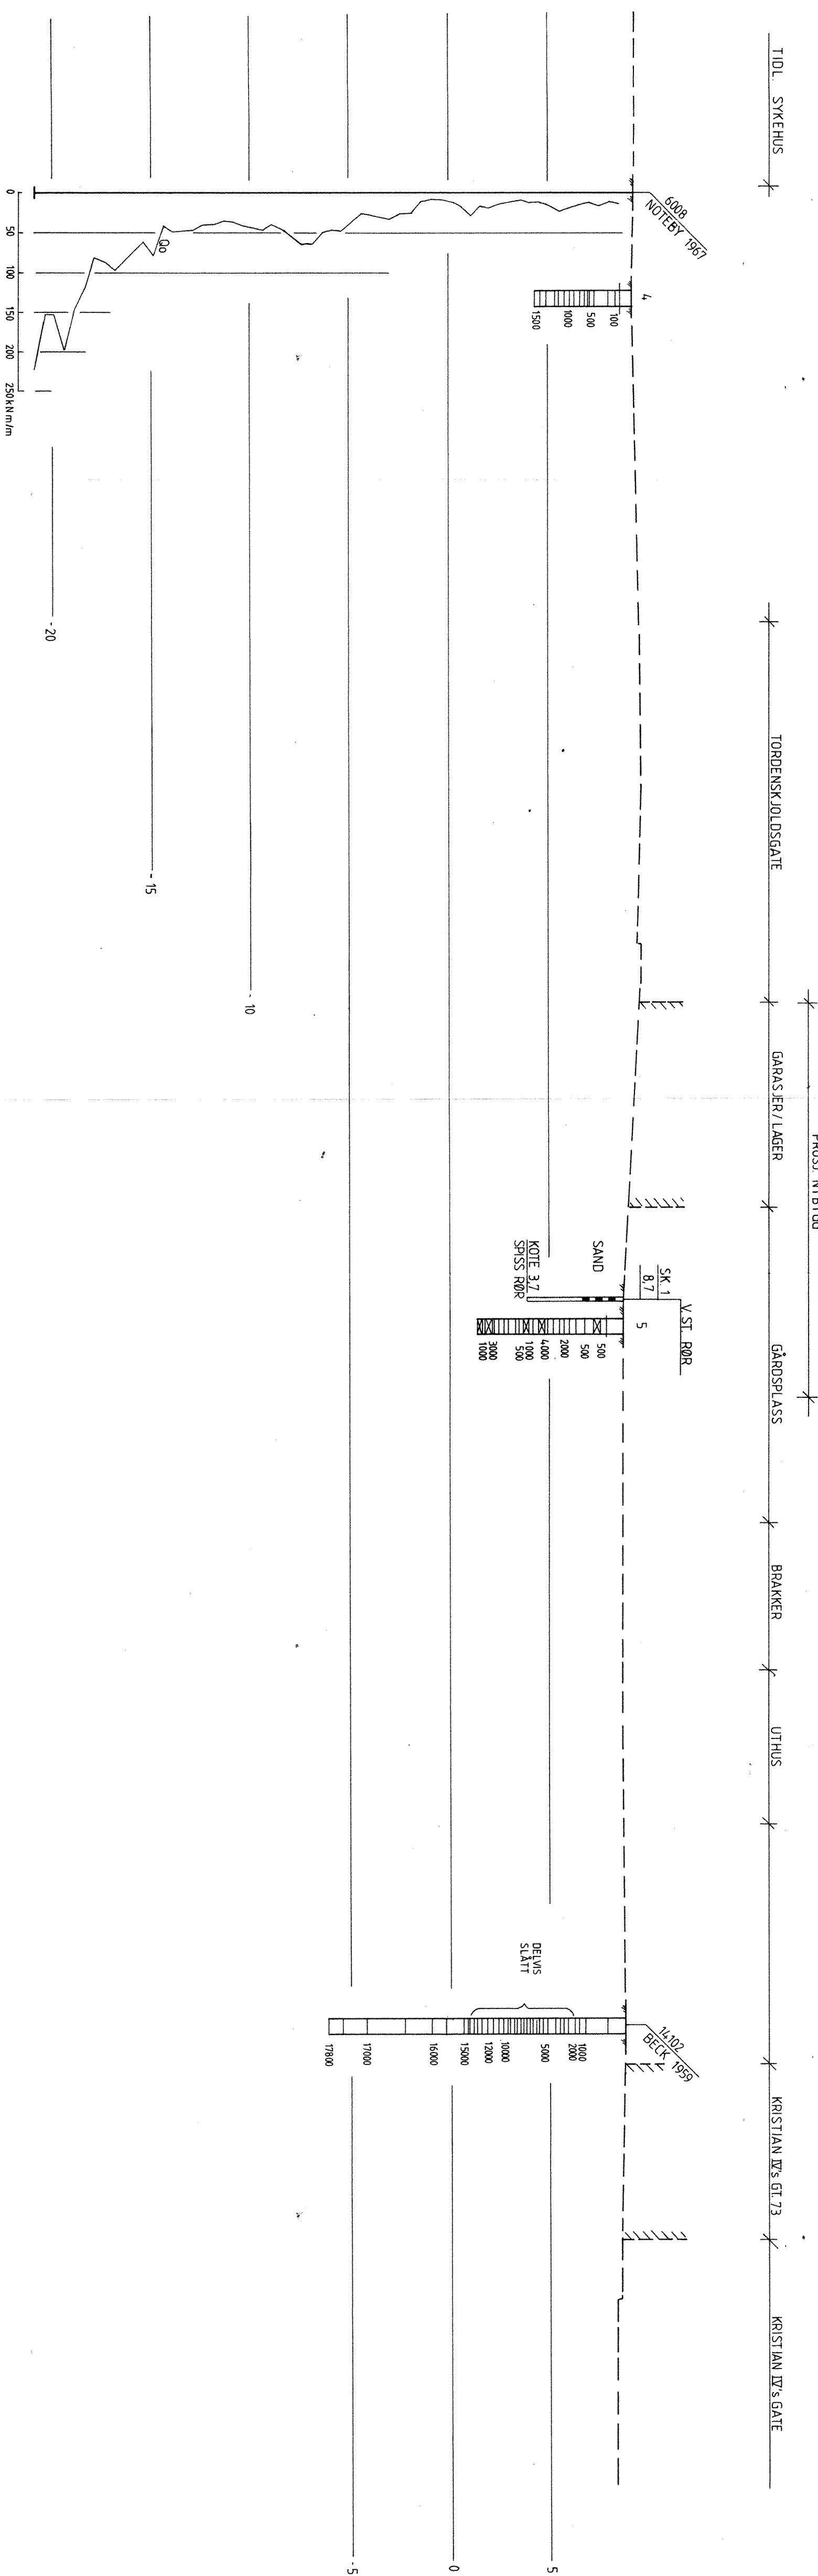 TIDL. SYKEHUS
TORDENSKJOLDSGATE
GARASJER / LAGER
GÅRDSPLASS
BRAKKER
UTHUS
KRISTIAN IV's GT. 73
KRISTIAN IV's GATE
PROSJ. NYBYGG
6008
NOTEBY 1967
4
100
500
1000
1500
Qo
0
50
100
150
200
250 kN m/m
V. ST. RØR
SK. 1
8,7
SAND
KOTE 3,7
SPISS RØR
5
500
500
2000
4000
1000
500
3000
1000
14102
BECK 1959
DELVIS
SLÅTT
1000
2000
5000
10000
12000
15000
16000
17000
17800
5
0
- 5
- 10
- 15
- 20